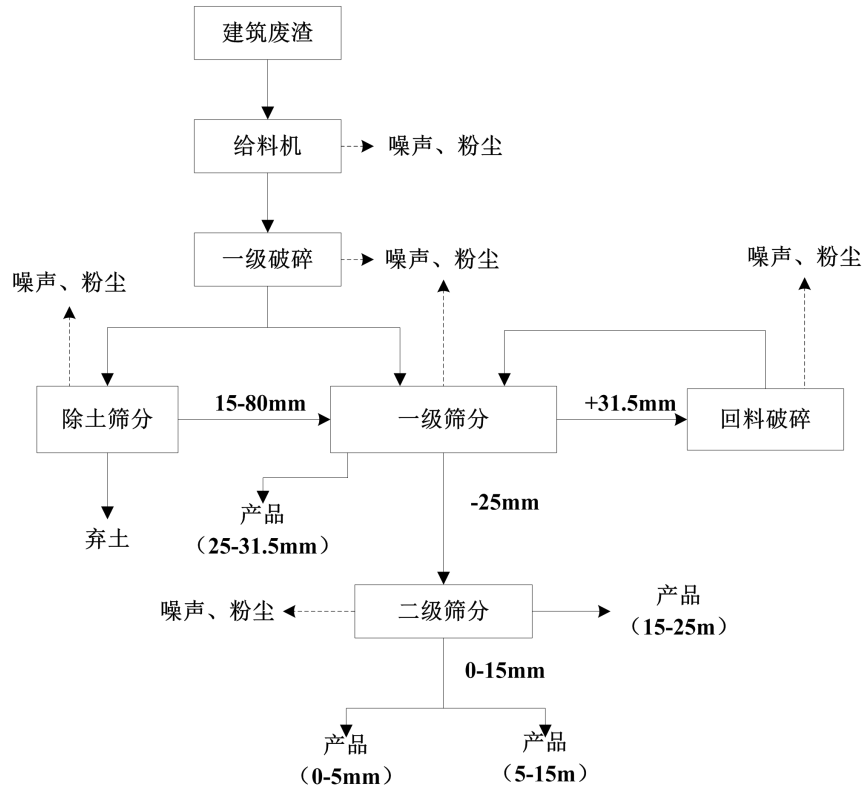 建筑废渣
给料机
噪声、粉尘
一级破碎
噪声、粉尘
噪声、粉尘
噪声、粉尘
除土筛分
15-80mm
一级筛分
+31.5mm
回料破碎
弃土
产品
（25-31.5mm）
-25mm
噪声、粉尘
二级筛分
产品
（15-25m）
0-15mm
产品
（0-5mm）
产品
（5-15m）